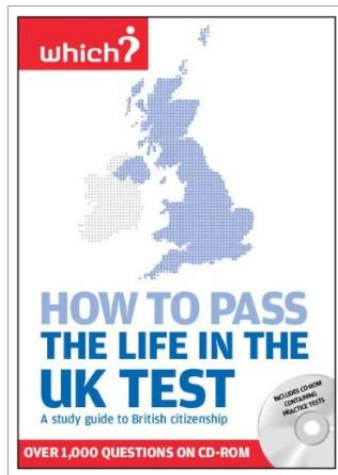 which?
HOW TO PASS
THE LIFE IN THE
UK TEST
A study guide to British citizenship
INCLUDES CD-ROM
CONTAINING
PRACTICE TESTS
OVER 1,000 QUESTIONS ON CD-ROM